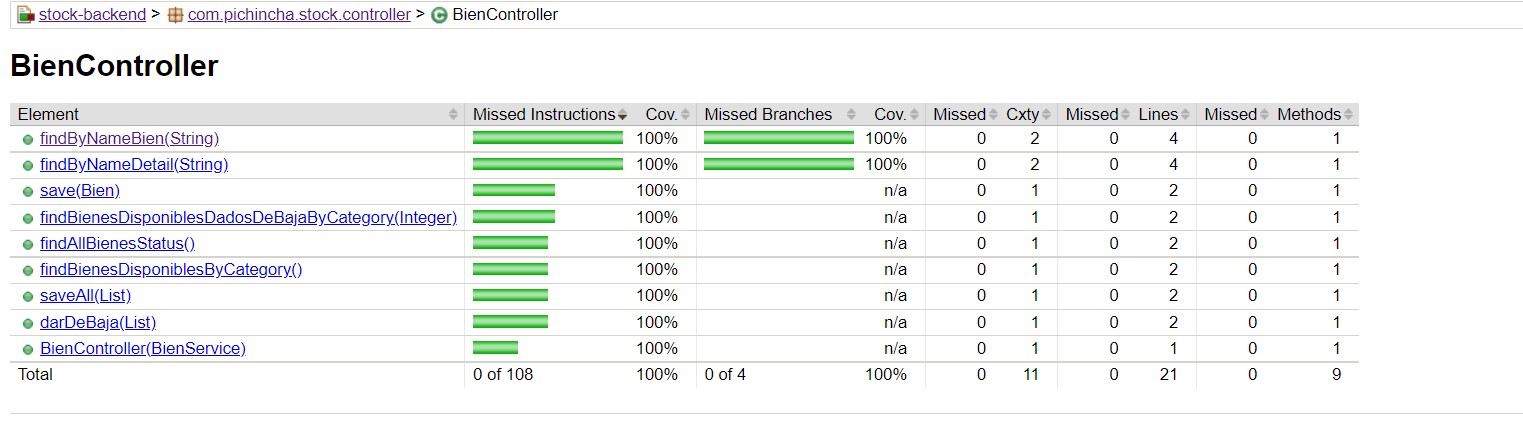 stock-backend > com.pichincha.stock.controller > BienController
BienController
Element Missed Instructions Cov. Missed Branches Cov. Missed Cxty Missed Lines Missed Methods
findByNameBien(String) 100% 100% 0 2 0 4 0 1
findByNameDetail(String) 100% 100% 0 2 0 4 0 1
save(Bien) 100% n/a 0 1 0 2 0 1
findBienesDisponiblesDadosDeBajaByCategory(Integer) 100% n/a 0 1 0 2 0 1
findAllBienesStatus() 100% n/a 0 1 0 2 0 1
findBienesDisponiblesByCategory() 100% n/a 0 1 0 2 0 1
saveAll(List) 100% n/a 0 1 0 2 0 1
darDeBaja(List) 100% n/a 0 1 0 2 0 1
BienController(BienService) 100% n/a 0 1 0 1 0 1
Total 0 of 108 100% 0 of 4 100% 0 11 0 21 0 9